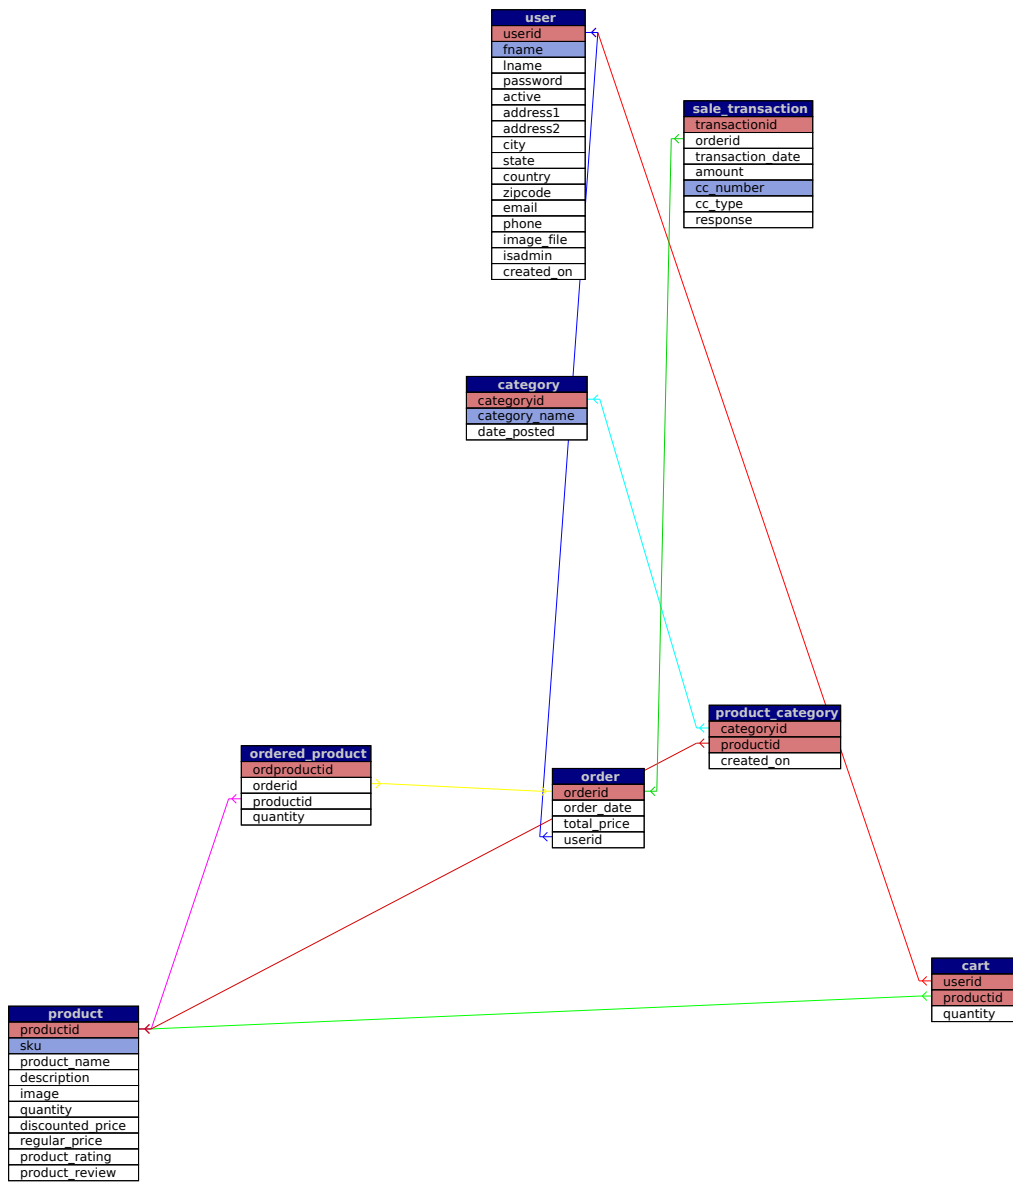 user
userid
fname
lname
password
active
address1
address2
city
state
country
zipcode
email
phone
image_file
isadmin
created_on
sale_transaction
transactionid
orderid
transaction_date
amount
cc_number
cc_type
response
category
categoryid
category_name
date_posted
product_category
categoryid
productid
created_on
ordered_product
ordproductid
orderid
productid
quantity
order
orderid
order_date
total_price
userid
cart
userid
productid
quantity
product
productid
sku
product_name
description
image
quantity
discounted_price
regular_price
product_rating
product_review